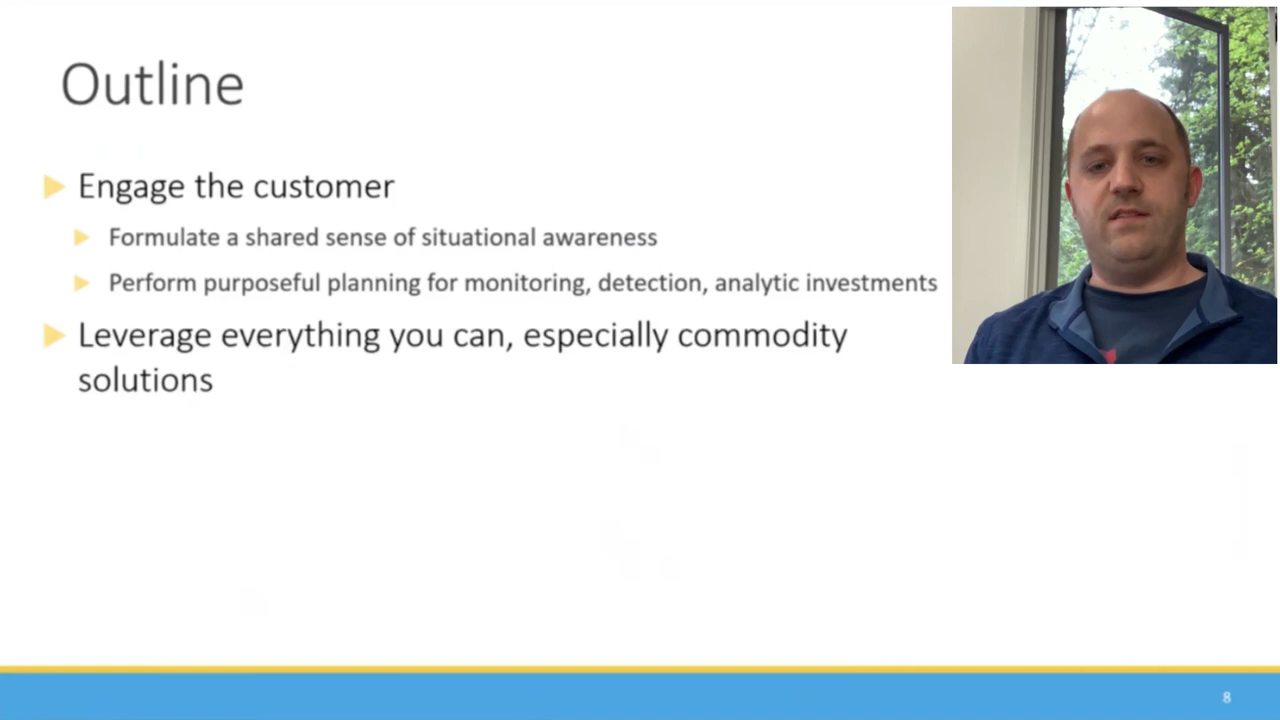 Outline
Engage the customer
Formulate a shared sense of situational awareness
Perform purposeful planning for monitoring, detection, analytic investments
Leverage everything you can, especially commodity
solutions
8